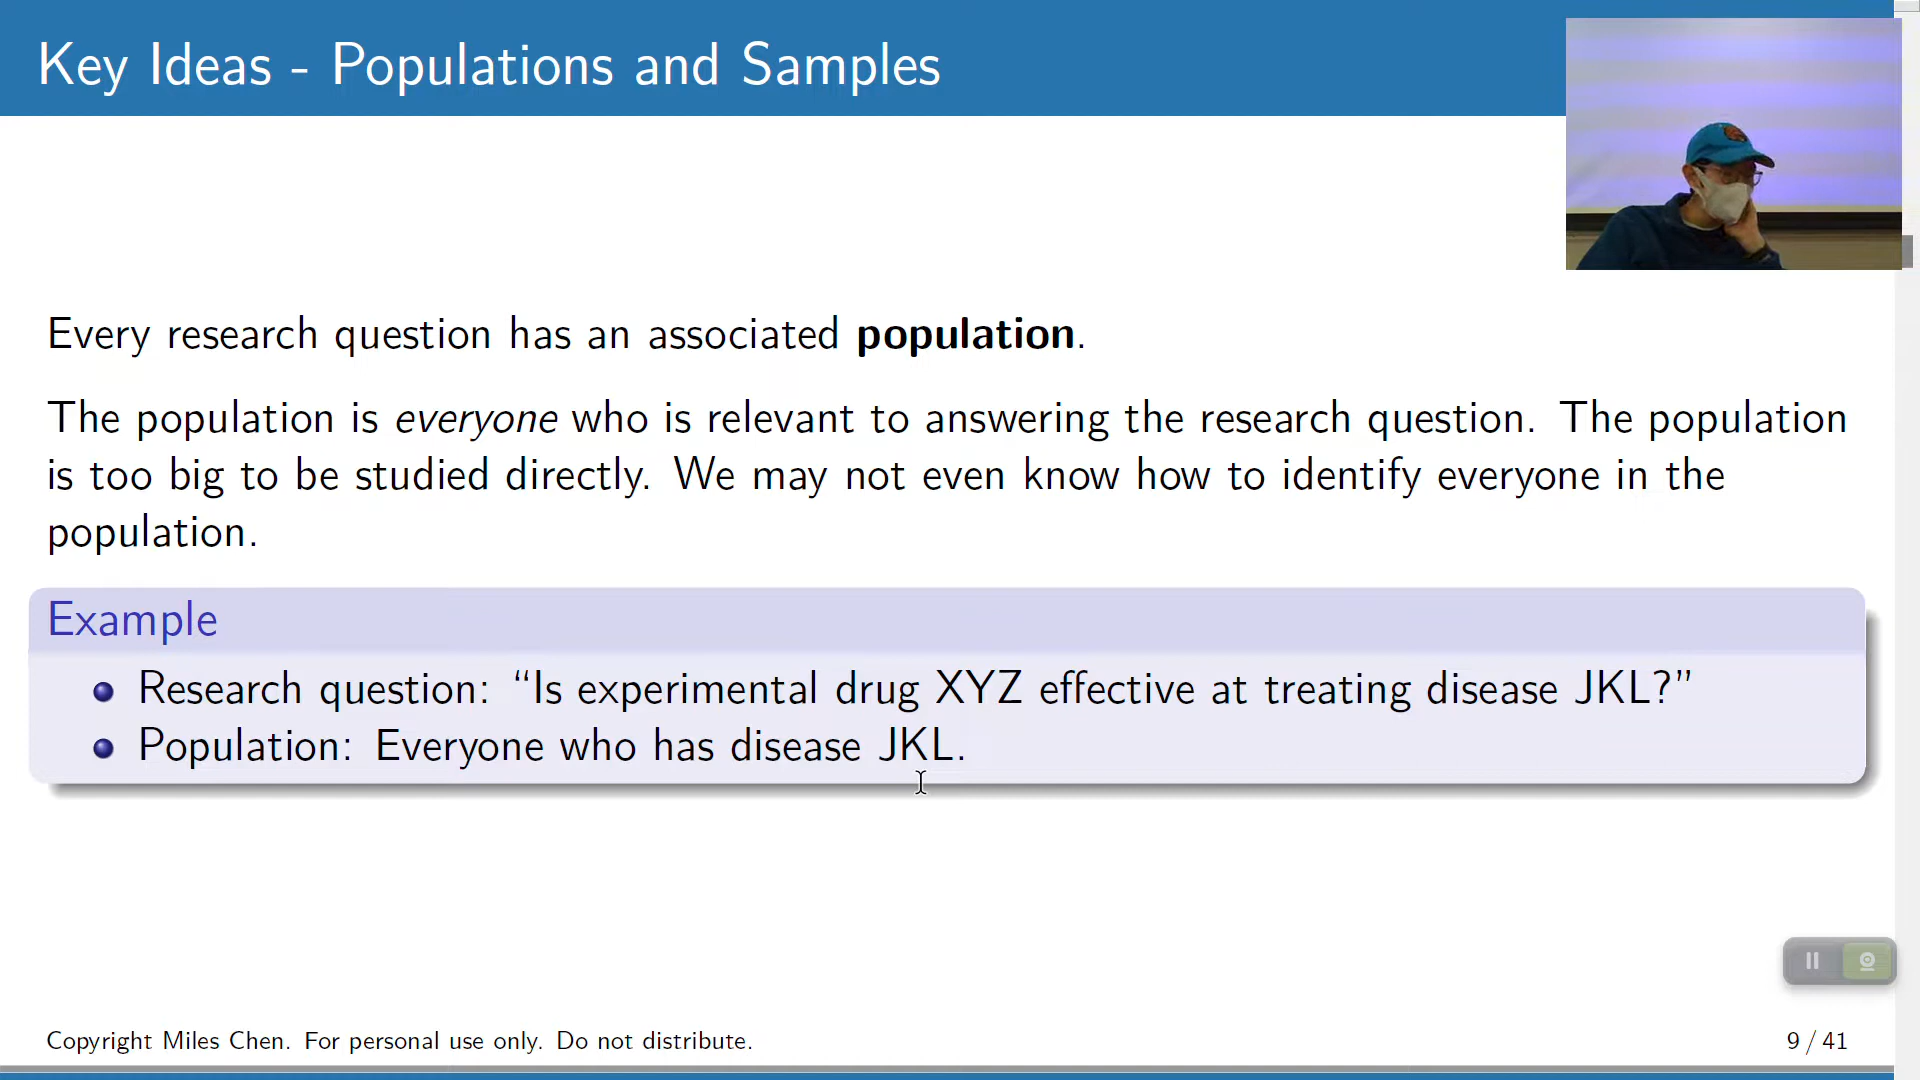 Key Ideas - Populations and Samples
Every research question has an associated population.
The population is everyone who is relevant to answering the research question. The population
is too big to be studied directly. We may not even know how to identify everyone in the
population.
Example
Research question: “Is experimental drug XYZ effective at treating disease JKL?”
Population: Everyone who has disease JKL.
Copyright Miles Chen. For personal use only. Do not distribute.
9 / 41